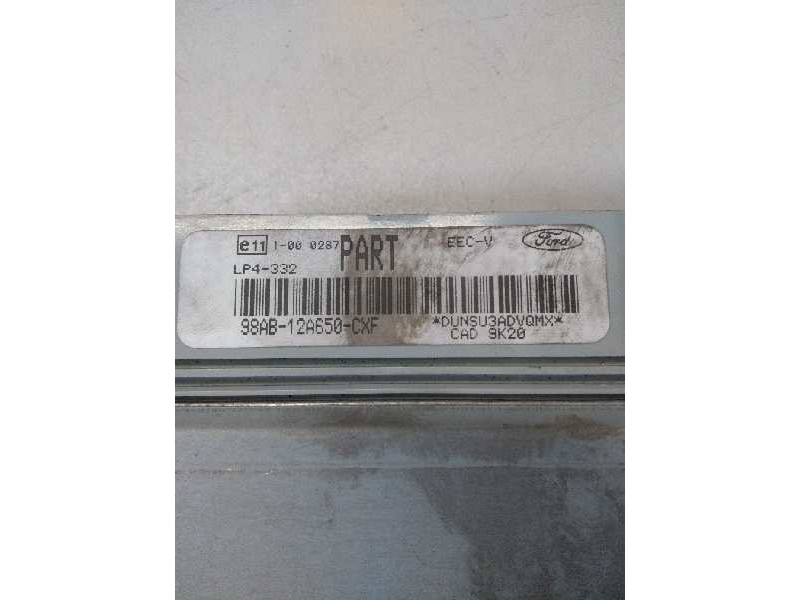 e11 1-00 0287 PART EEC-V Ford
LP4-332
98AB-12A650-CXF *DUNSU3ADVQMX*
CAD 9K20